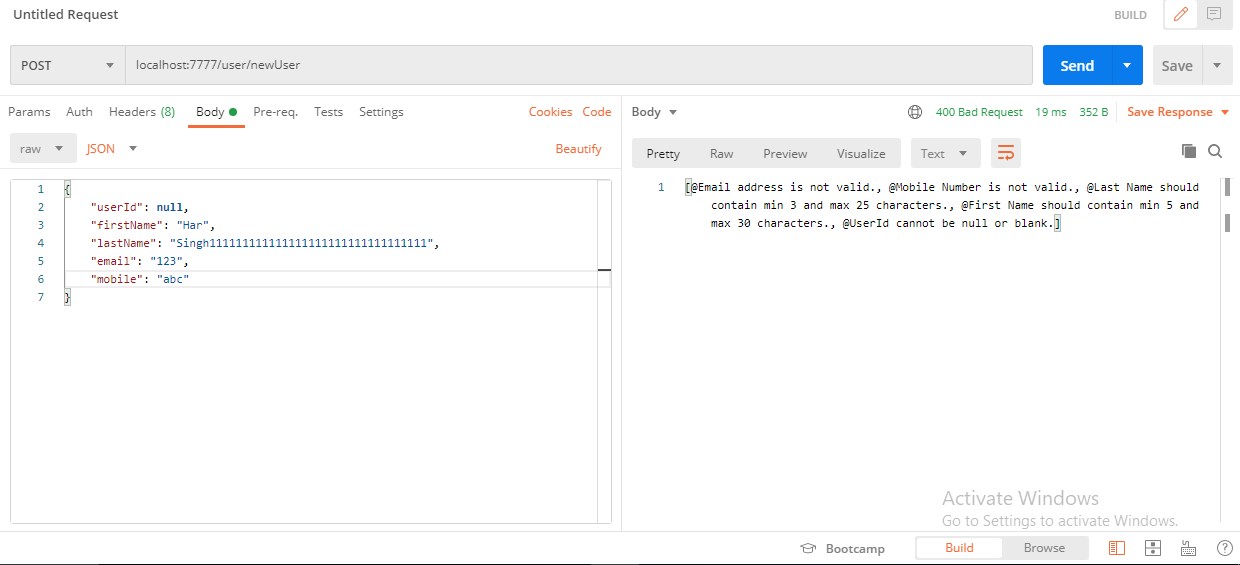 Untitled Request
BUILD
POST
localhost:7777/user/newUser
Send
Save
Params Auth Headers (8) Body Pre-req. Tests Settings Cookies Code
raw JSON Beautify
1 {
2 "userId": null,
3 "firstName": "Har",
4 "lastName": "Singh111111111111111111111111111111111",
5 "email": "123",
6 "mobile": "abc"
7 }
Body 400 Bad Request 19 ms 352 B Save Response
Pretty Raw Preview Visualize Text
1 [@Email address is not valid., @Mobile Number is not valid., @Last Name should
contain min 3 and max 25 characters., @First Name should contain min 5 and
max 30 characters., @UserId cannot be null or blank.]
Activate Windows
Go to Settings to activate Windows.
Bootcamp Build Browse ?